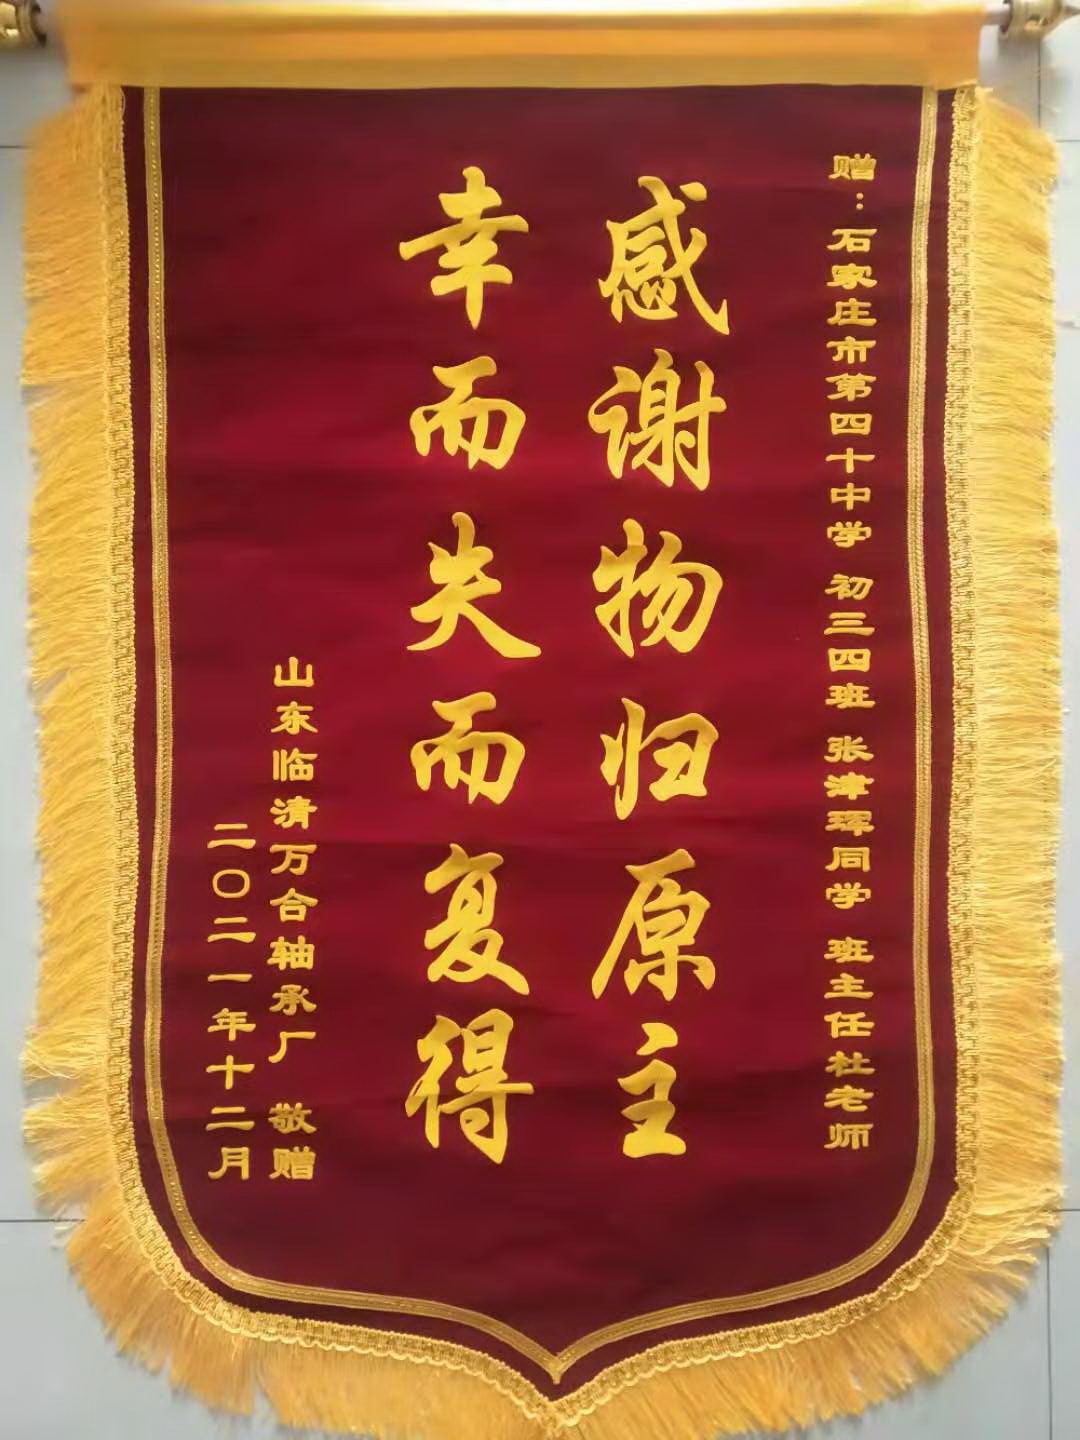 赠：石家庄市第四十中学 初三四班 张津珲同学 班主任杜老师
感谢物归原主
幸而失而复得
山东临清万合轴承厂 敬赠
二〇二一年十二月